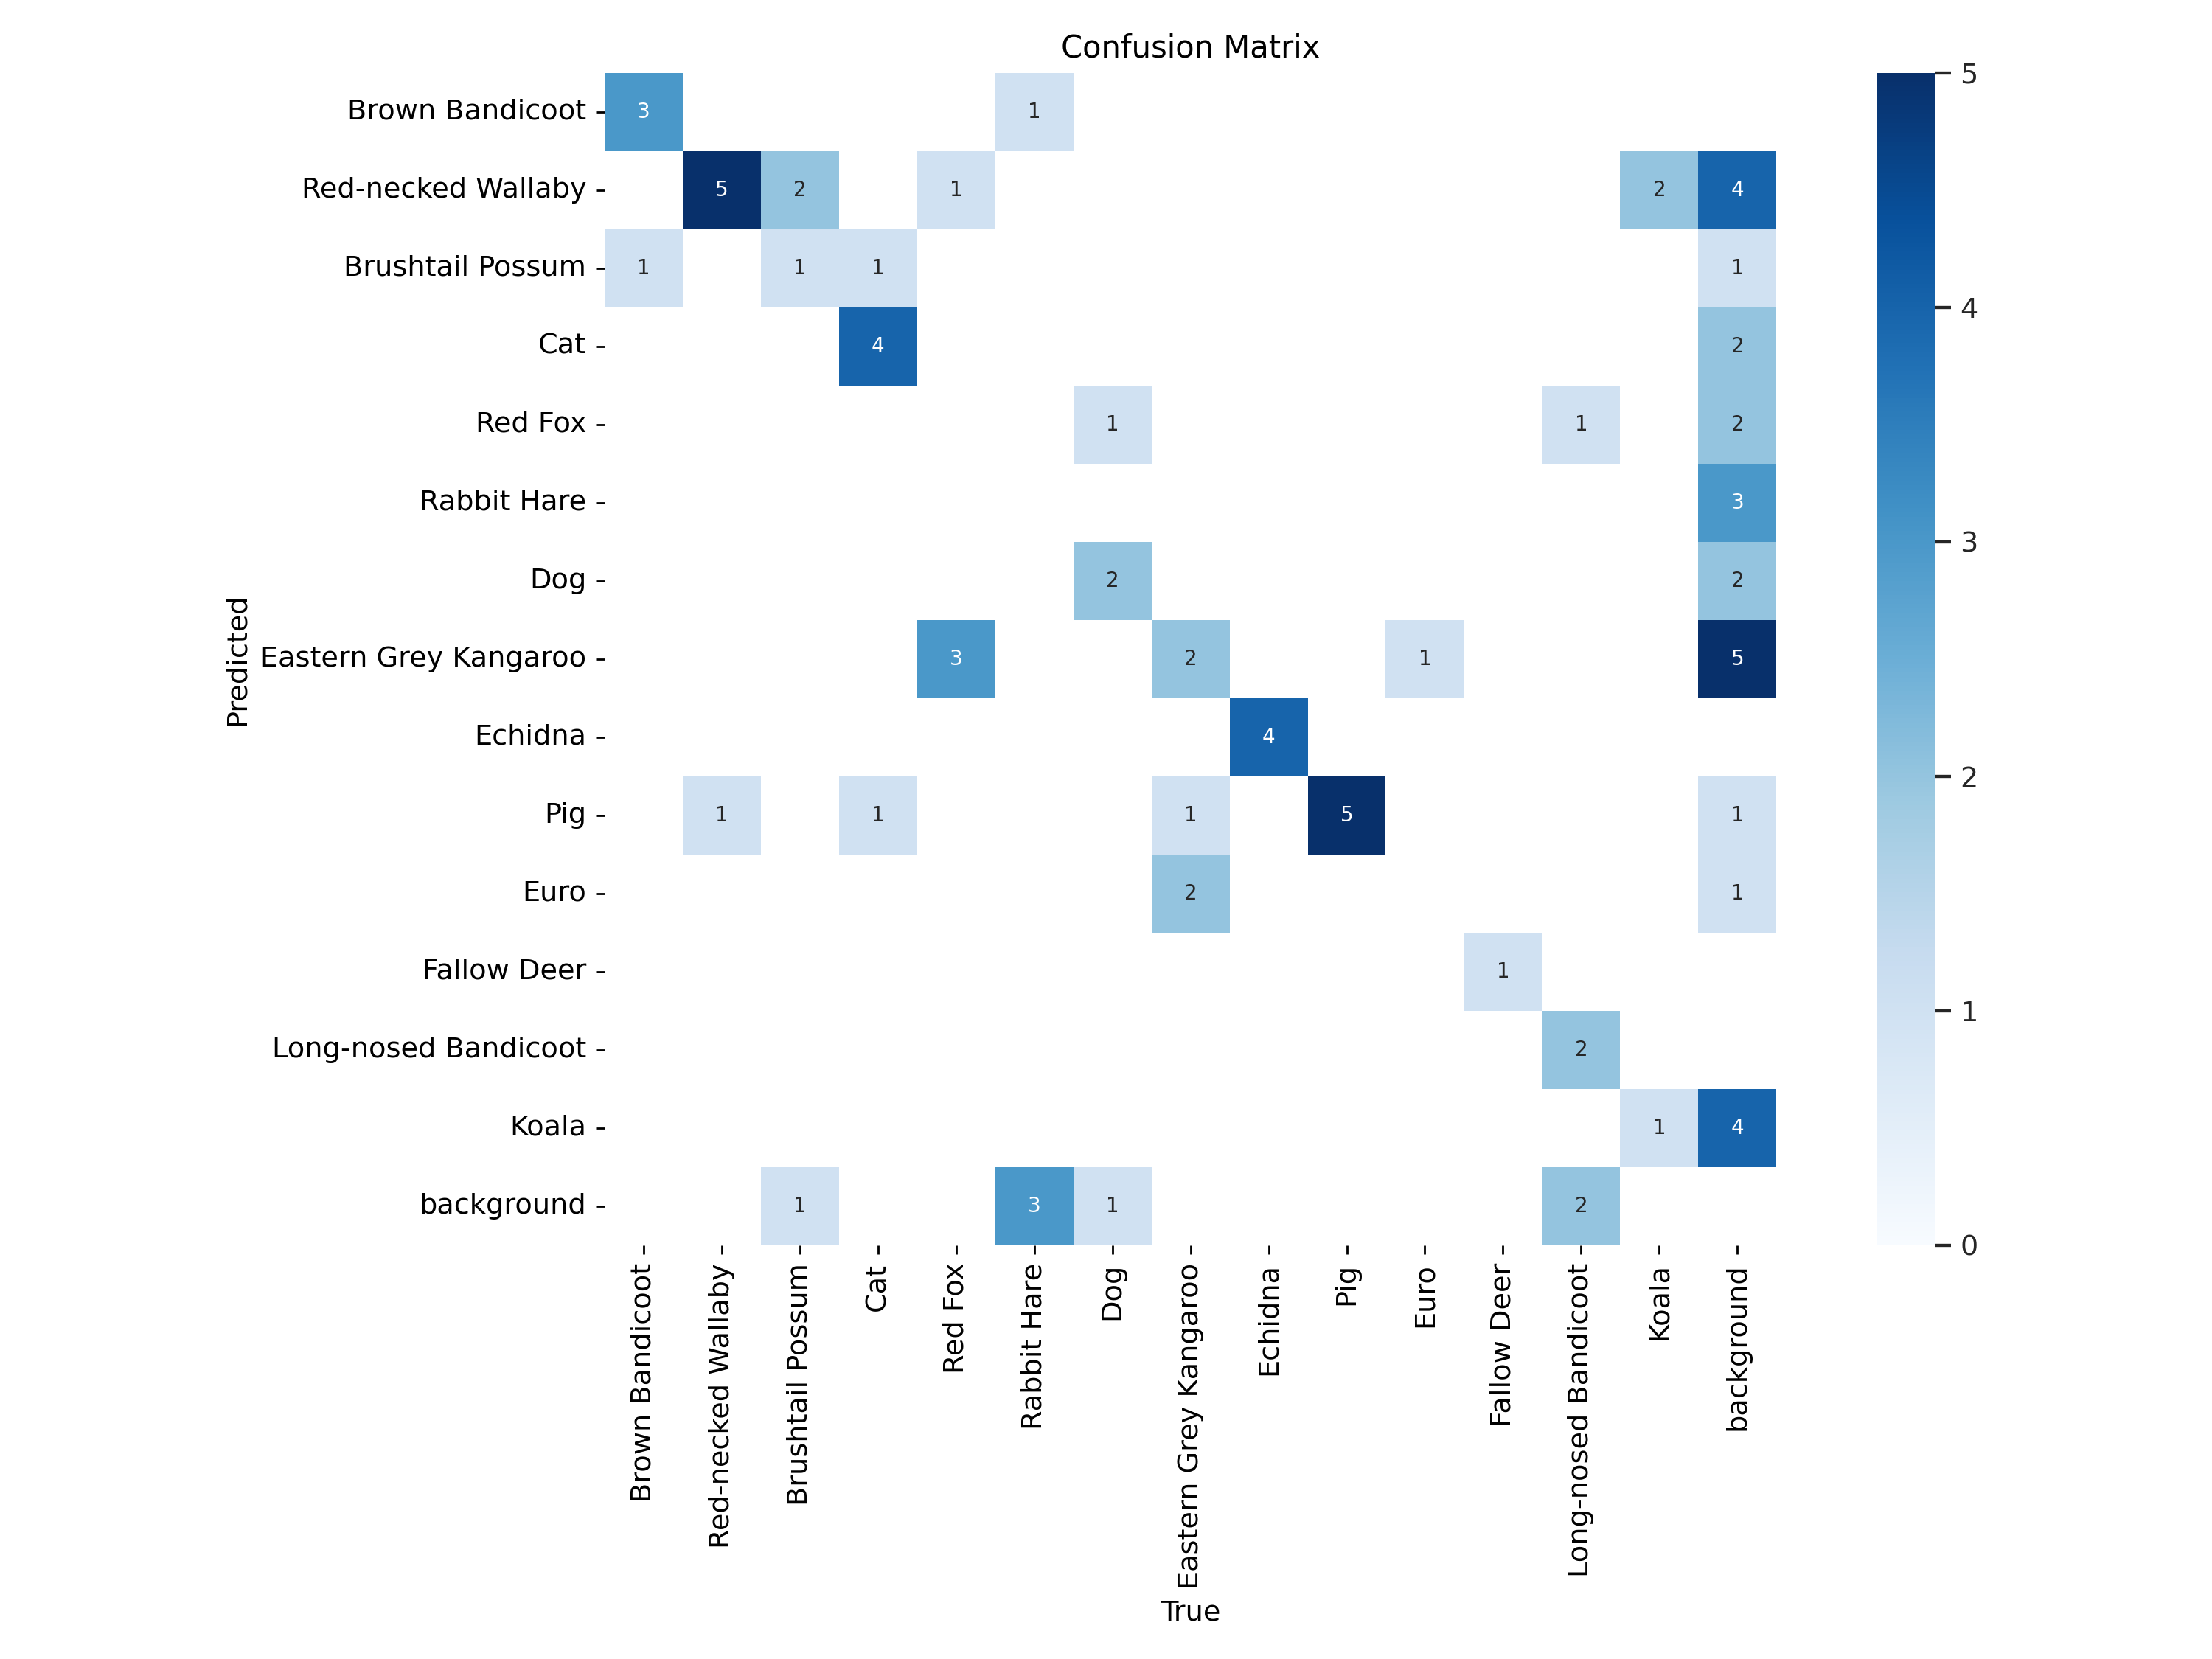 Confusion Matrix
Brown Bandicoot 3 1
Red-necked Wallaby 5 2 1 2 4
Brushtail Possum 1 1 1 1
Cat 4 2
Red Fox 1 1 2
Rabbit Hare 3
Dog 2 2
Eastern Grey Kangaroo 3 2 1 5
Echidna 4
Pig 1 1 1 5 1
Euro 2 1
Fallow Deer 1
Long-nosed Bandicoot 2
Koala 1 4
background 1 3 1 2
Predicted
Brown Bandicoot
Red-necked Wallaby
Brushtail Possum
Cat
Red Fox
Rabbit Hare
Dog
Eastern Grey Kangaroo
Echidna
Pig
Euro
Fallow Deer
Long-nosed Bandicoot
Koala
background
True
5
4
3
2
1
0